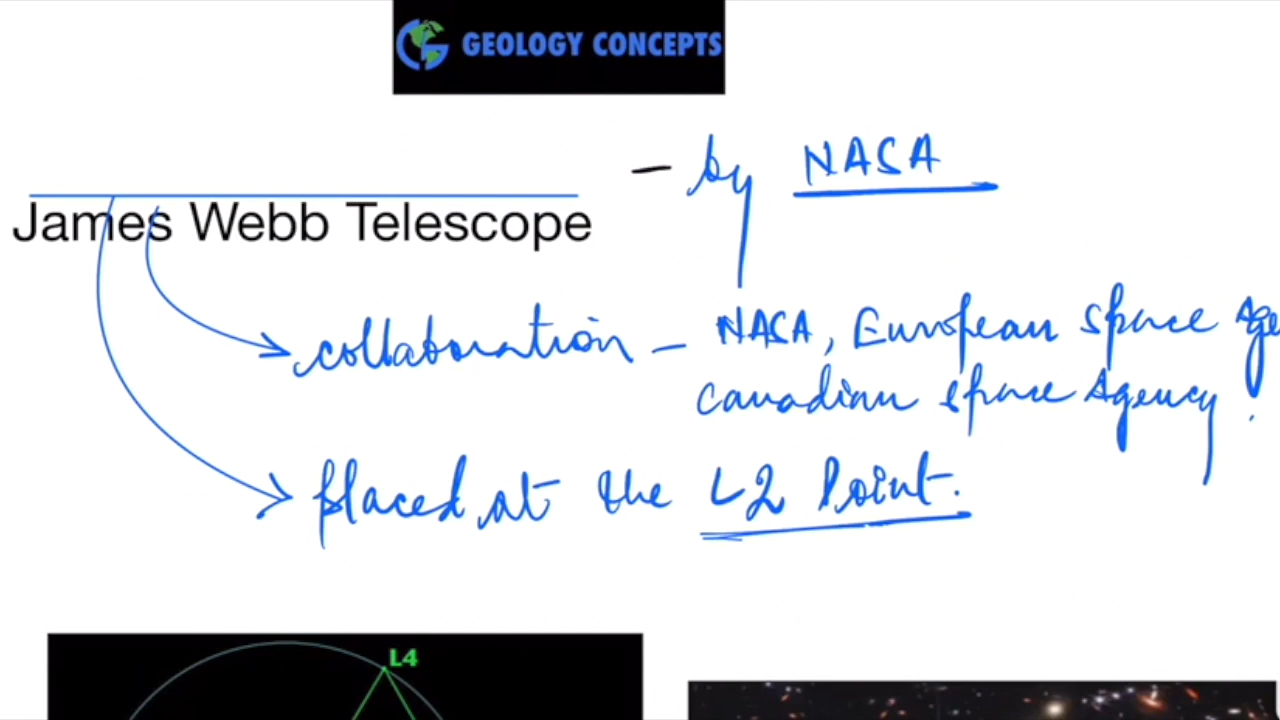 GEOLOGY CONCEPTS
— by NASA
James Webb Telescope
collaboration — NASA, European Space Age
Canadian Space Agency.
placed at the L2 Point.
L4